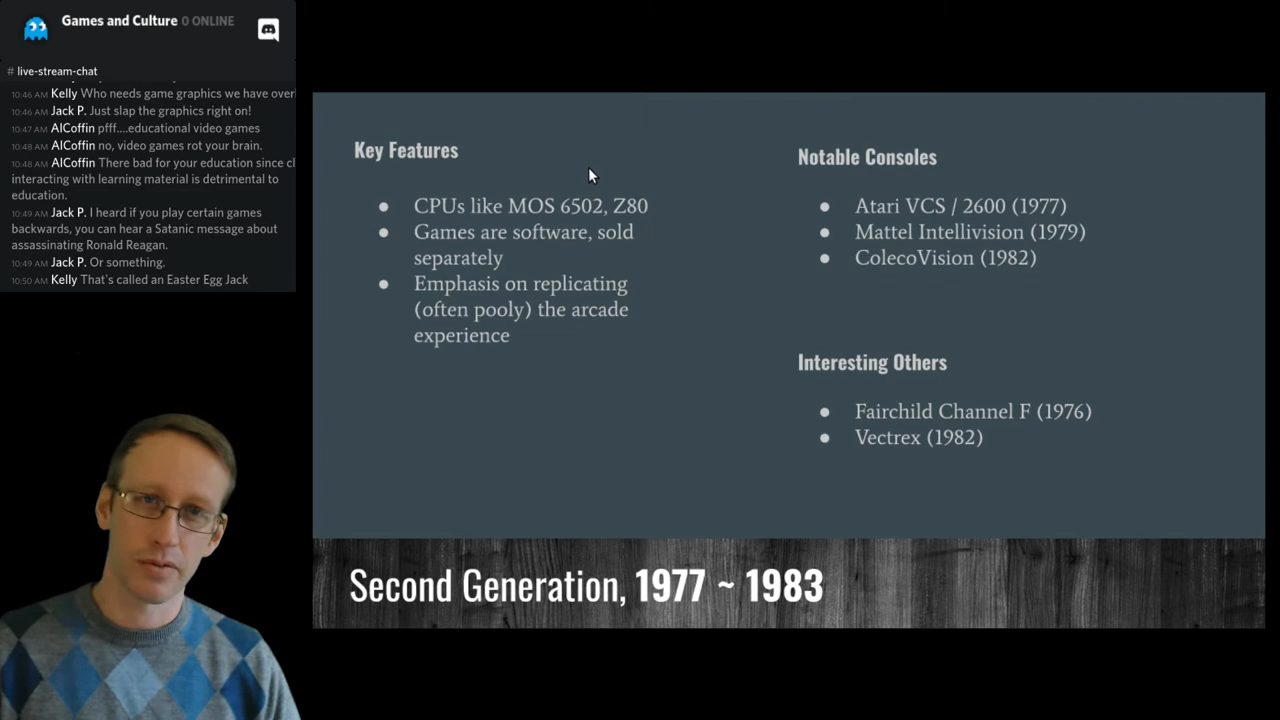 Games and Culture 0 ONLINE
# live-stream-chat
10:46 AM Kelly Who needs game graphics we have over
10:46 AM Jack P. Just slap the graphics right on!
10:47 AM AlCoffin pfff....educational video games
10:48 AM AlCoffin no, video games rot your brain.
10:48 AM AlCoffin There bad for your education since cl
interacting with learning material is detrimental to
education.
10:49 AM Jack P. I heard if you play certain games
backwards, you can hear a Satanic message about
assassinating Ronald Reagan.
10:49 AM Jack P. Or something.
10:50 AM Kelly That's called an Easter Egg Jack
Key Features
● CPUs like MOS 6502, Z80
● Games are software, sold
separately
● Emphasis on replicating
(often pooly) the arcade
experience
Notable Consoles
● Atari VCS / 2600 (1977)
● Mattel Intellivision (1979)
● ColecoVision (1982)
Interesting Others
● Fairchild Channel F (1976)
● Vectrex (1982)
Second Generation, 1977 ~ 1983